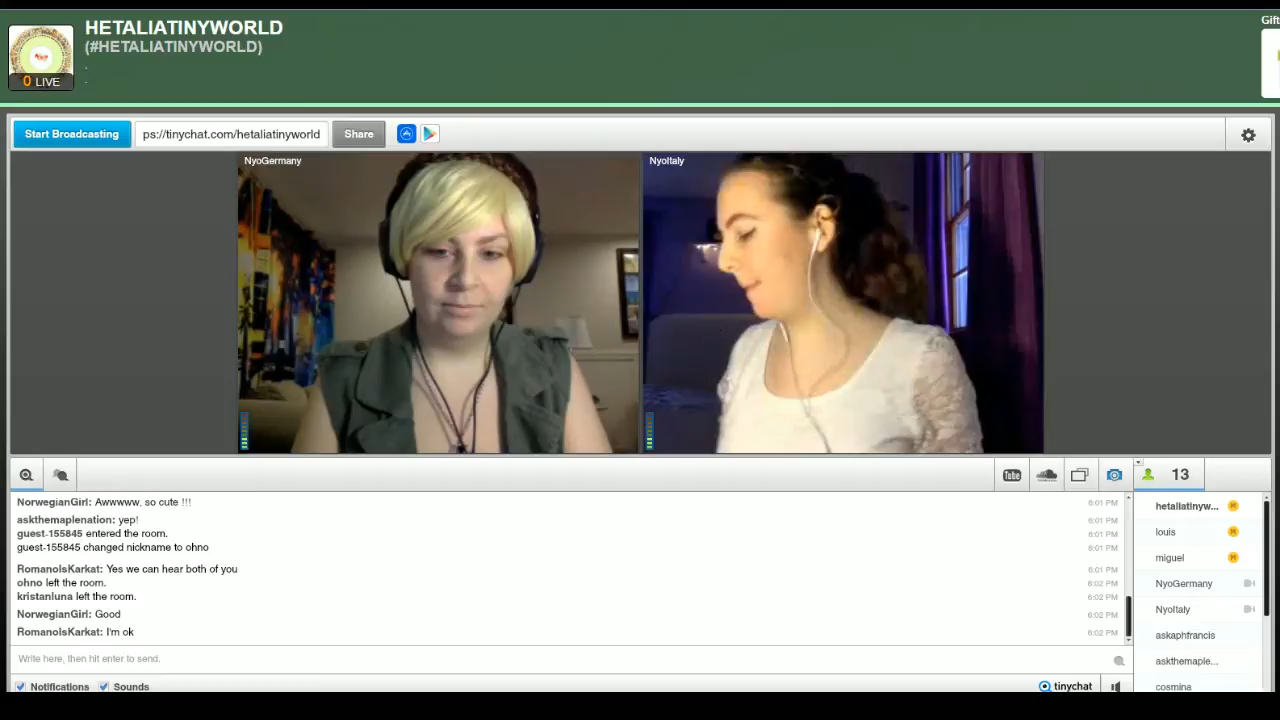 HETALIATINYWORLD
(#HETALIATINYWORLD)
Gift
0 LIVE
Start Broadcasting
ps://tinychat.com/hetaliatinyworld
Share
NyoGermany
NyoItaly
You Tube
13
NorwegianGirl: Awwwww, so cute !!! 6:01 PM
askthemaplenation: yep! 6:01 PM
guest-155845 entered the room. 6:01 PM
guest-155845 changed nickname to ohno 6:01 PM
RomanoIsKarkat: Yes we can hear both of you 6:01 PM
ohno left the room. 6:02 PM
kristanluna left the room. 6:02 PM
NorwegianGirl: Good 6:02 PM
RomanoIsKarkat: I'm ok 6:02 PM
hetaliatinyw... M
louis M
miguel M
NyoGermany
NyoItaly
askaphfrancis
askthemaple...
cosmina
Write here, then hit enter to send.
Notifications
Sounds
tinychat